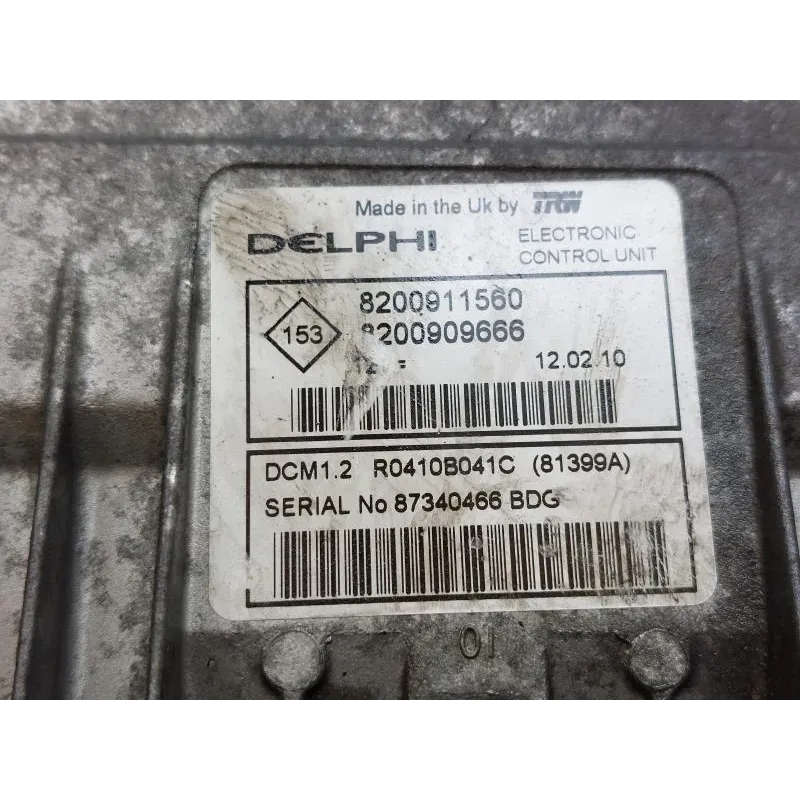 Made in the Uk by TRW
DELPHI
ELECTRONIC
CONTROL UNIT
153
8200911560
8200909666
12.02.10
DCM1.2 R0410B041C (81399A)
SERIAL No 87340466 BDG
01